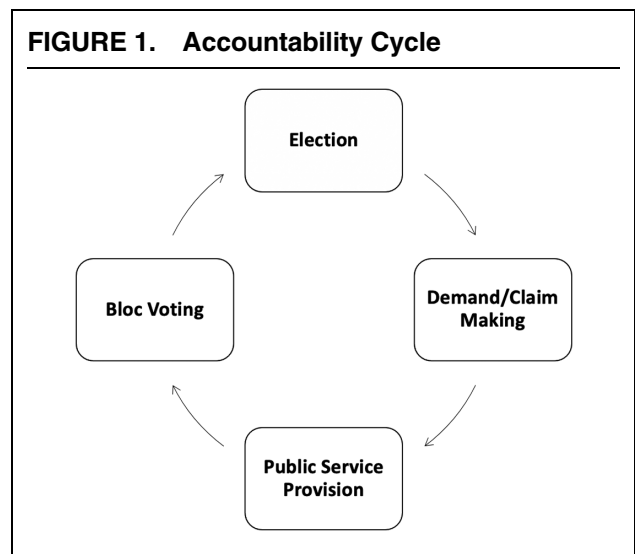 FIGURE 1. Accountability Cycle
Election
Demand/Claim
Making
Public Service
Provision
Bloc Voting